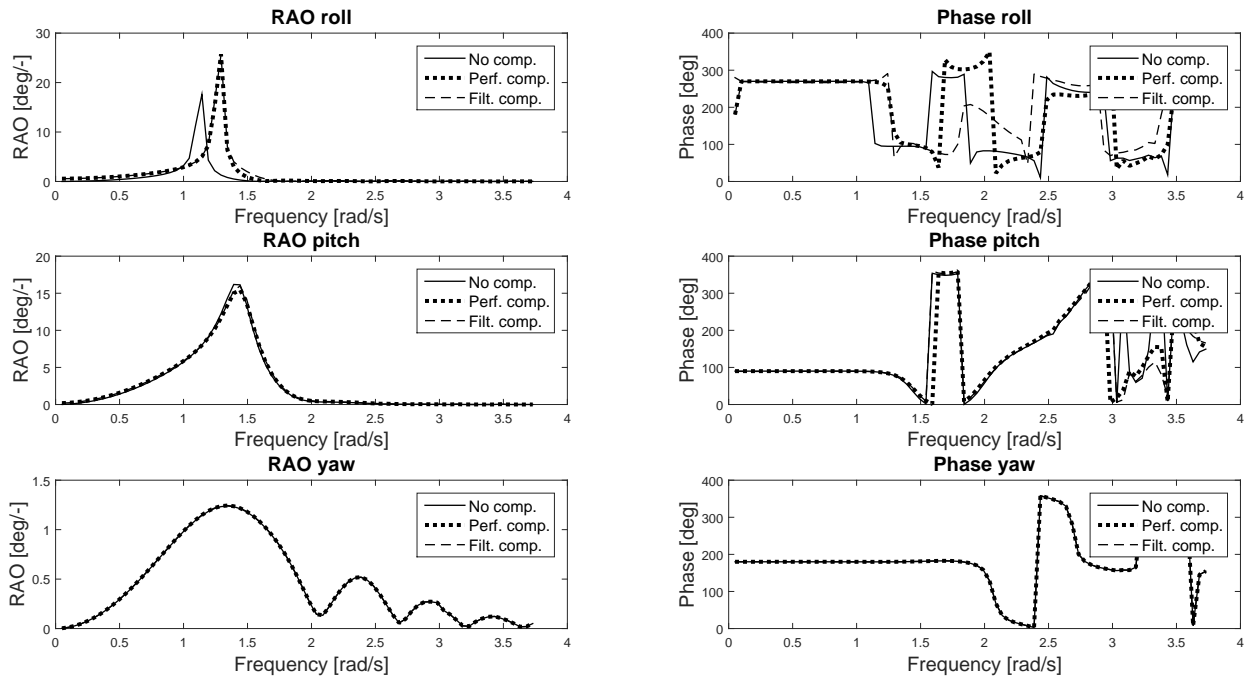 RAO roll
RAO [deg/-]
30
20
10
0
0 0.5 1 1.5 2 2.5 3 3.5 4
Frequency [rad/s]
No comp.
Perf. comp.
Filt. comp.
Phase roll
Phase [deg]
400
300
200
100
0
0 0.5 1 1.5 2 2.5 3 3.5 4
Frequency [rad/s]
No comp.
Perf. comp.
Filt. comp.
RAO pitch
RAO [deg/-]
20
15
10
5
0
0 0.5 1 1.5 2 2.5 3 3.5 4
Frequency [rad/s]
No comp.
Perf. comp.
Filt. comp.
Phase pitch
Phase [deg]
400
300
200
100
0
0 0.5 1 1.5 2 2.5 3 3.5 4
Frequency [rad/s]
No comp.
Perf. comp.
Filt. comp.
RAO yaw
RAO [deg/-]
1.5
1
0.5
0
0 0.5 1 1.5 2 2.5 3 3.5 4
Frequency [rad/s]
No comp.
Perf. comp.
Filt. comp.
Phase yaw
Phase [deg]
400
300
200
100
0
0 0.5 1 1.5 2 2.5 3 3.5 4
Frequency [rad/s]
No comp.
Perf. comp.
Filt. comp.